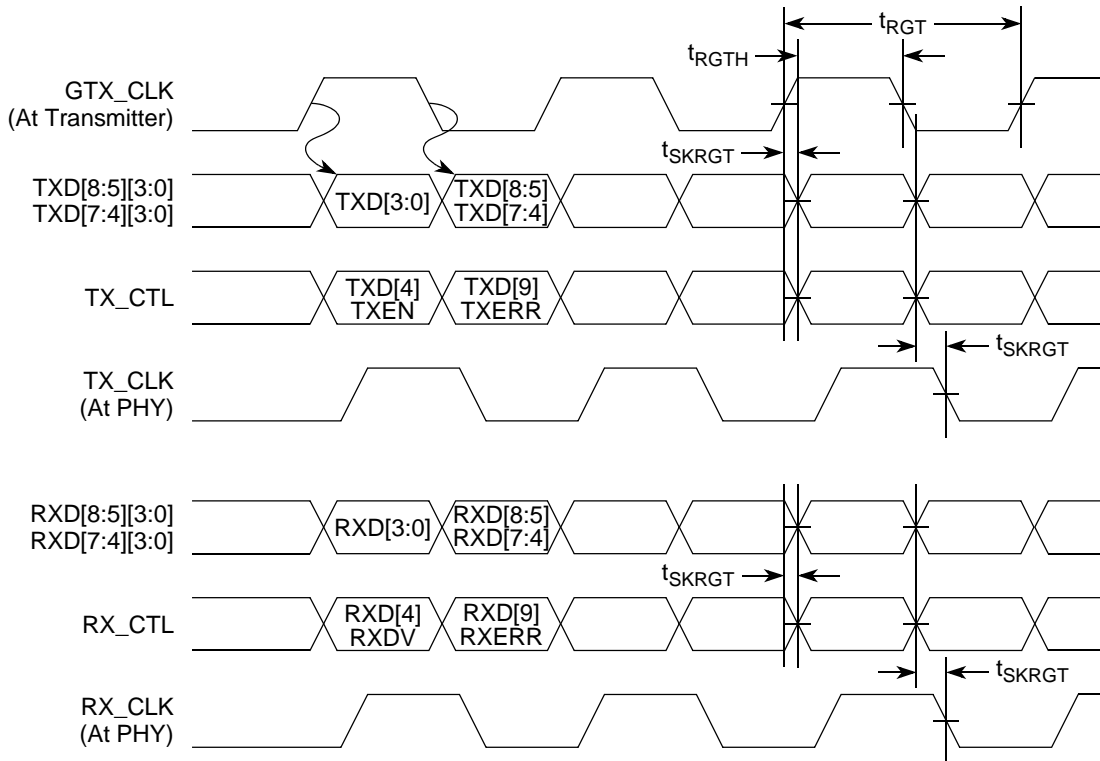 tRGT
tRGTH
GTX_CLK
(At Transmitter)
tSKRGT
TXD[8:5][3:0]
TXD[7:4][3:0]
TXD[3:0]
TXD[8:5]
TXD[7:4]
TX_CTL
TXD[4]
TXEN
TXD[9]
TXERR
tSKRGT
TX_CLK
(At PHY)
RXD[8:5][3:0]
RXD[7:4][3:0]
RXD[3:0]
RXD[8:5]
RXD[7:4]
tSKRGT
RX_CTL
RXD[4]
RXDV
RXD[9]
RXERR
tSKRGT
RX_CLK
(At PHY)